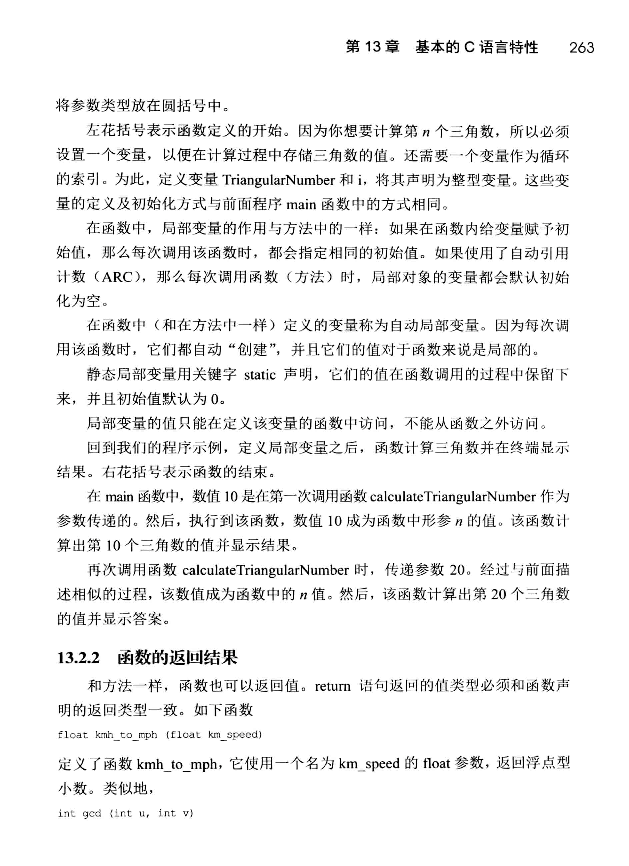 第 13 章 基本的 C 语言特性 263
将参数类型放在圆括号中。
左花括号表示函数定义的开始。因为你想要计算第 n 个三角数，所以必须
设置一个变量，以便在计算过程中存储三角数的值。还需要一个变量作为循环
的索引。为此，定义变量 TriangularNumber 和 i，将其声明为整型变量。这些变
量的定义及初始化方式与前面程序 main 函数中的方式相同。
在函数中，局部变量的作用与方法中的一样：如果在函数内给变量赋予初
始值，那么每次调用该函数时，都会指定相同的初始值。如果使用了自动引用
计数（ARC），那么每次调用函数（方法）时，局部对象的变量都会默认初始
化为空。
在函数中（和在方法中一样）定义的变量称为自动局部变量。因为每次调
用该函数时，它们都自动“创建”，并且它们的值对于函数来说是局部的。
静态局部变量用关键字 static 声明，它们的值在函数调用的过程中保留下
来，并且初始值默认为 0。
局部变量的值只能在定义该变量的函数中访问，不能从函数之外访问。
回到我们的程序示例，定义局部变量之后，函数计算三角数并在终端显示
结果。右花括号表示函数的结束。
在 main 函数中，数值 10 是在第一次调用函数 calculateTriangularNumber 作为
参数传递的。然后，执行到该函数，数值 10 成为函数中形参 n 的值。该函数计
算出第 10 个三角数的值并显示结果。
再次调用函数 calculateTriangularNumber 时，传递参数 20。经过与前面描
述相似的过程，该数值成为函数中的 n 值。然后，该函数计算出第 20 个三角数
的值并显示答案。
13.2.2 函数的返回结果
和方法一样，函数也可以返回值。return 语句返回的值类型必须和函数声
明的返回类型一致。如下函数
float kmh_to_mph (float km_speed)
定义了函数 kmh_to_mph，它使用一个名为 km_speed 的 float 参数，返回浮点型
小数。类似地，
int gcd (int u, int v)